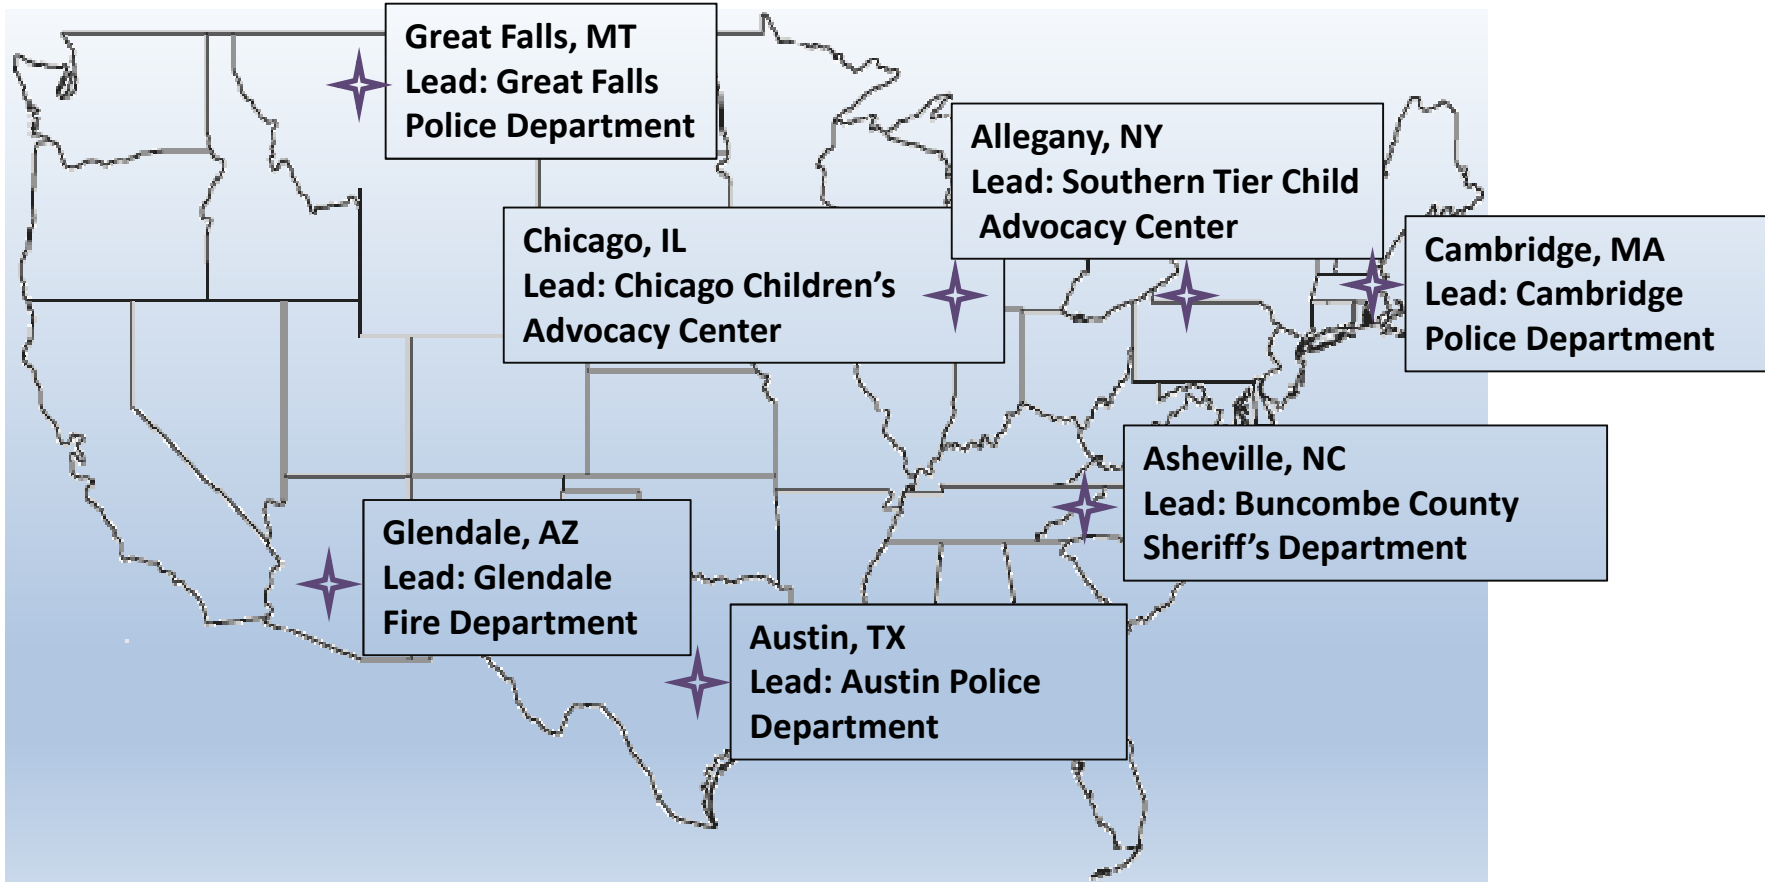 Great Falls, MT
Lead: Great Falls
Police Department
Allegany, NY
Lead: Southern Tier Child
Advocacy Center
Chicago, IL
Lead: Chicago Children’s
Advocacy Center
Cambridge, MA
Lead: Cambridge
Police Department
Asheville, NC
Lead: Buncombe County
Sheriff’s Department
Glendale, AZ
Lead: Glendale
Fire Department
Austin, TX
Lead: Austin Police
Department